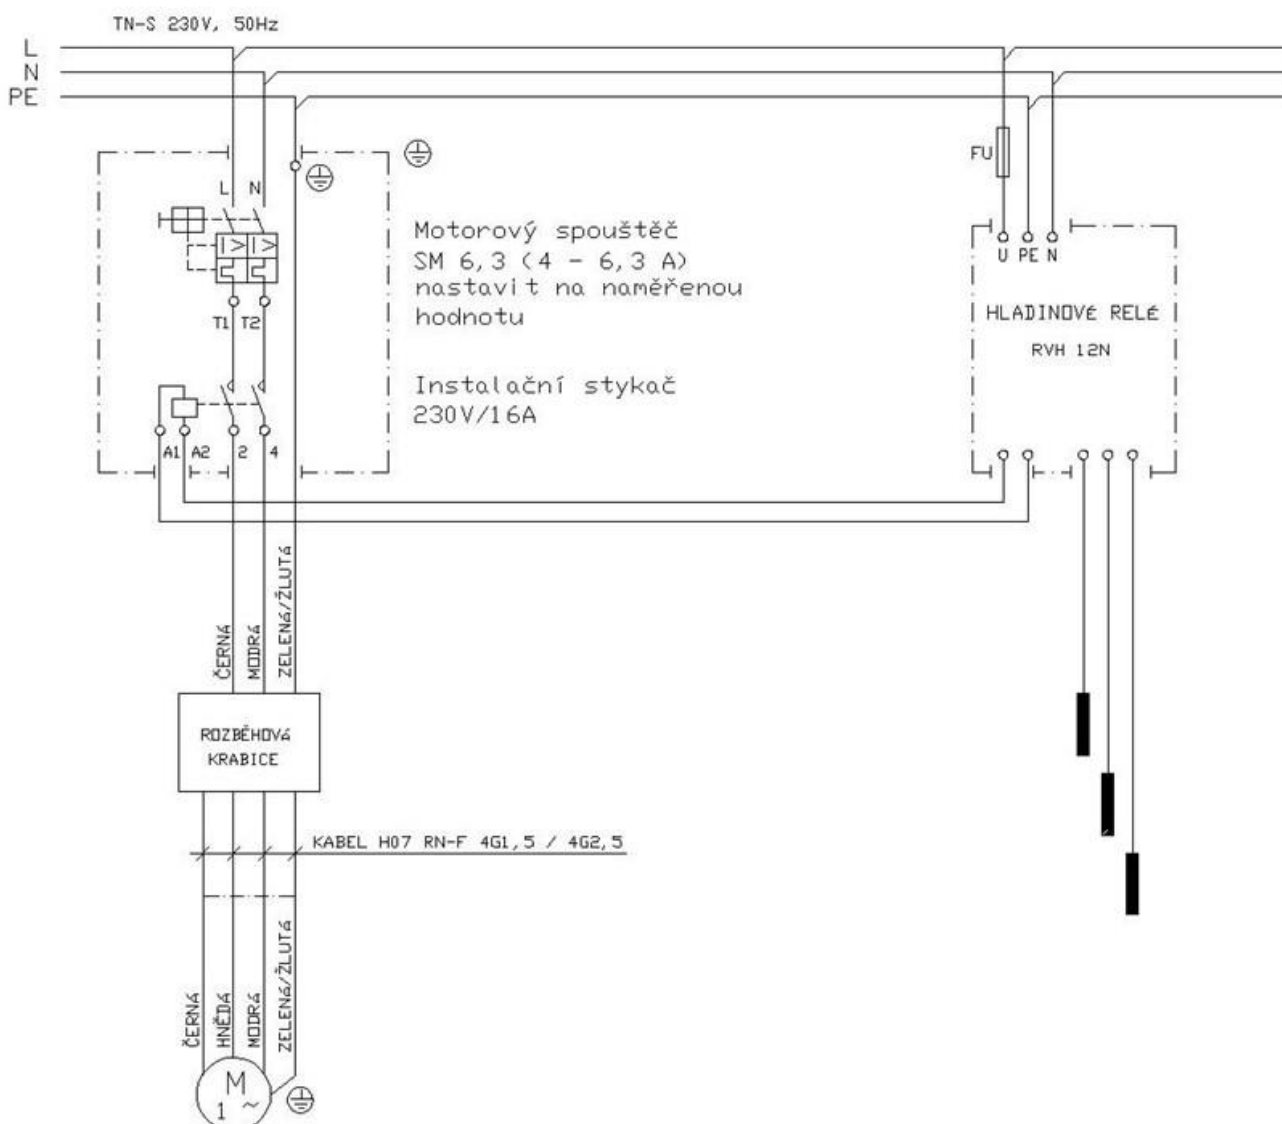 TN-S 230V, 50Hz
L
N
PE
FU
L N
U PE N
Motorový spouštěč
SM 6,3 (4 - 6,3 A)
nastavit na naměřenou
hodnotu
HLADINOVÉ RELÉ
RVH 12N
T1 T2
Instalační stykač
230V/16A
A1 A2 2 4
ČERNÁ
MODRÁ
ZELENÁ/ŽLUTÁ
ROZBĚHOVÁ
KRABICE
KABEL H07 RN-F 4G1,5 / 4G2,5
ČERNÁ
HNĚDÁ
MODRÁ
ZELENÁ/ŽLUTÁ
M
1 ~